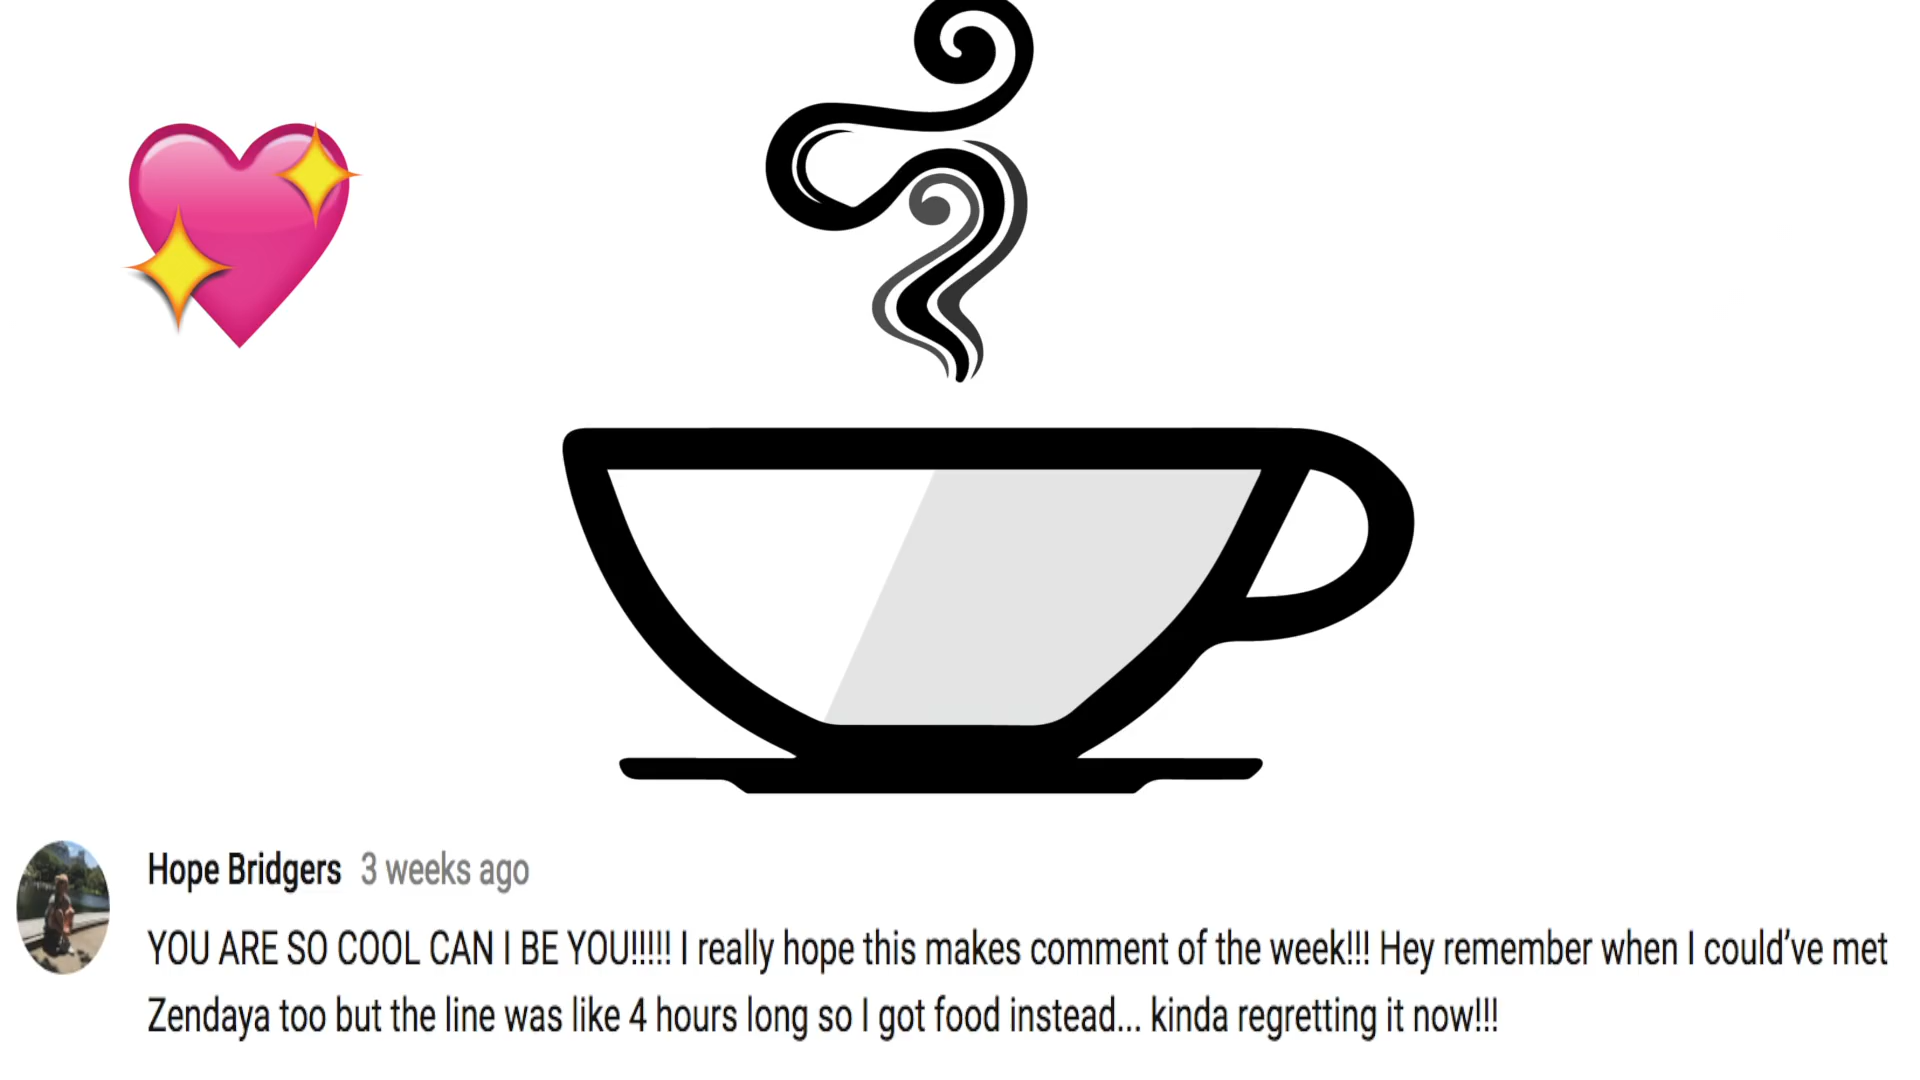 Hope Bridgers 3 weeks ago
YOU ARE SO COOL CAN I BE YOU!!!!! I really hope this makes comment of the week!!! Hey remember when I could’ve met
Zendaya too but the line was like 4 hours long so I got food instead... kinda regretting it now!!!